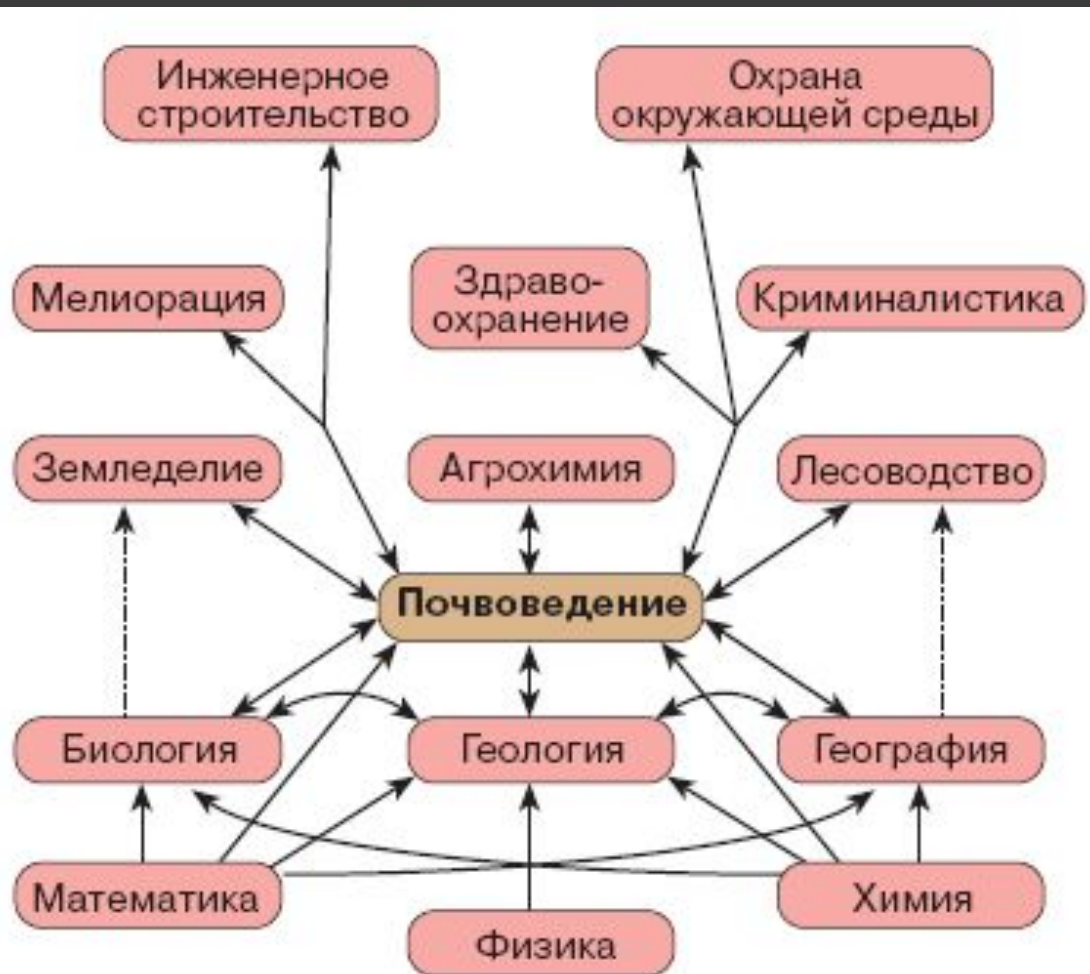 Инженерное
строительство
Охрана
окружающей среды
Мелиорация
Здраво-
охранение
Криминалистика
Земледелие
Агрохимия
Лесоводство
Почвоведение
Биология
Геология
География
Математика
Физика
Химия